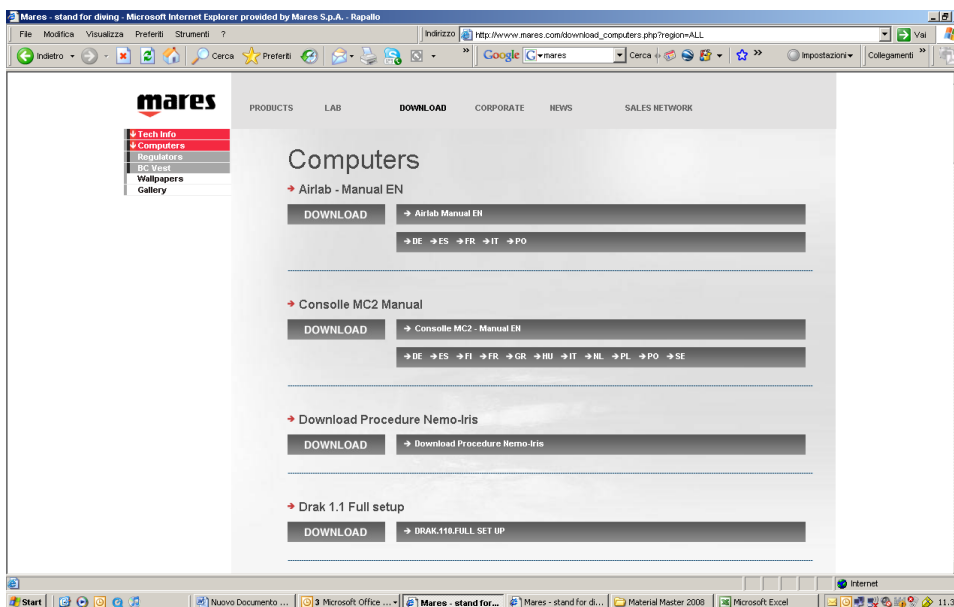 Mares - stand for diving - Microsoft Internet Explorer provided by Mares S.p.A. - Rapallo
File Modifica Visualizza Preferiti Strumenti ?
Indirizzo http://www.mares.com/download_computers.php?region=ALL Vai
Indietro Cerca Preferiti Google mares Cerca Impostazioni Collegamenti
mares
PRODUCTS LAB DOWNLOAD CORPORATE NEWS SALES NETWORK
Tech Info
Computers
Regulators
BC Vest
Wallpapers
Gallery
Computers
Airlab - Manual EN
DOWNLOAD Airlab Manual EN
DE ES FR IT PO
Consolle MC2 Manual
DOWNLOAD Consolle MC2 - Manual EN
DE ES FI FR GR HU IT NL PL PO SE
Download Procedure Nemo-Iris
DOWNLOAD Download Procedure Nemo-Iris
Drak 1.1 Full setup
DOWNLOAD DRAK.110.FULL SET UP
Internet
Start Nuovo Documento ... 3 Microsoft Office ... Mares - stand for... Mares - stand for di... Material Master 2008 Microsoft Excel 11.3